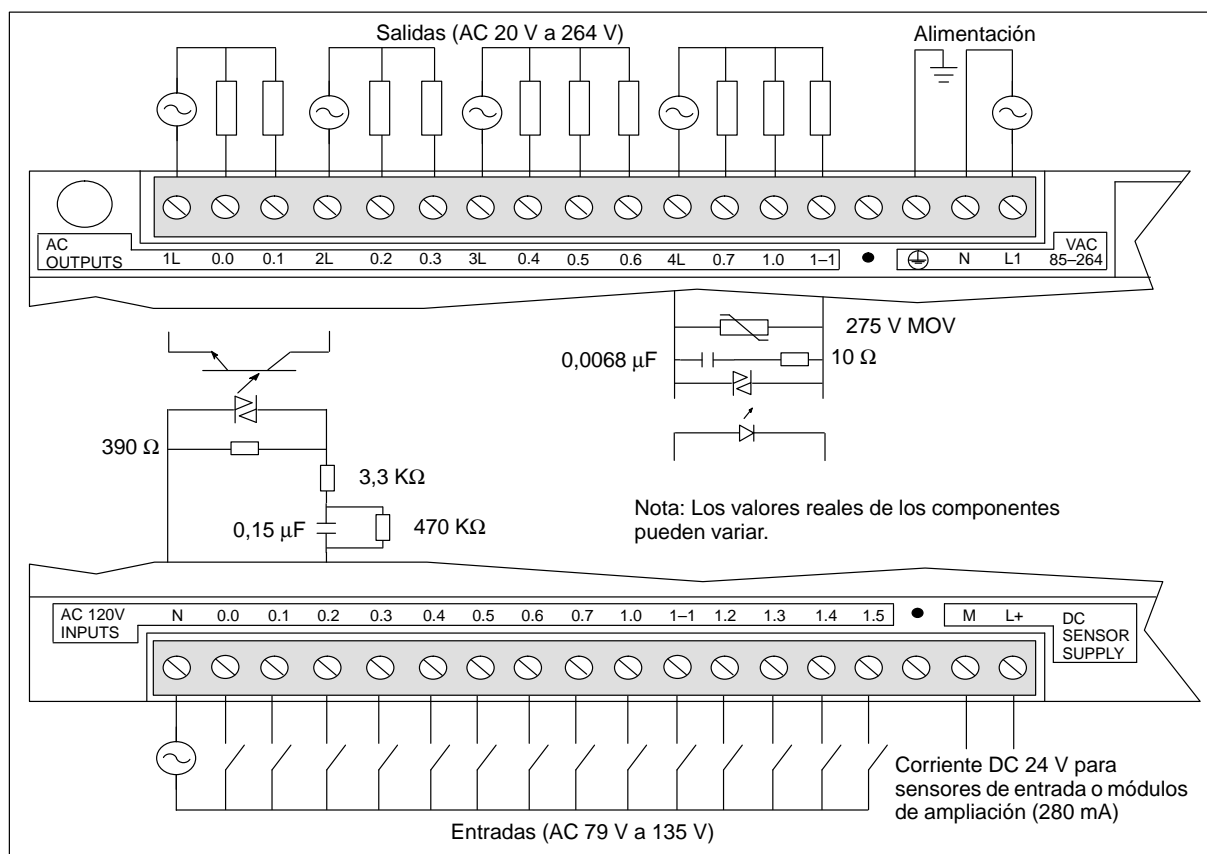 Salidas (AC 20 V a 264 V)
Alimentación
AC
OUTPUTS
1L 0.0 0.1 2L 0.2 0.3 3L 0.4 0.5 0.6 4L 0.7 1.0 1–1 ● N L1
VAC
85–264
275 V MOV
0,0068 μF
10 Ω
390 Ω
3,3 KΩ
0,15 μF
470 KΩ
Nota: Los valores reales de los componentes
pueden variar.
AC 120V
INPUTS
N 0.0 0.1 0.2 0.3 0.4 0.5 0.6 0.7 1.0 1–1 1.2 1.3 1.4 1.5 ● M L+
DC
SENSOR
SUPPLY
Corriente DC 24 V para
sensores de entrada o módulos
de ampliación (280 mA)
Entradas (AC 79 V a 135 V)